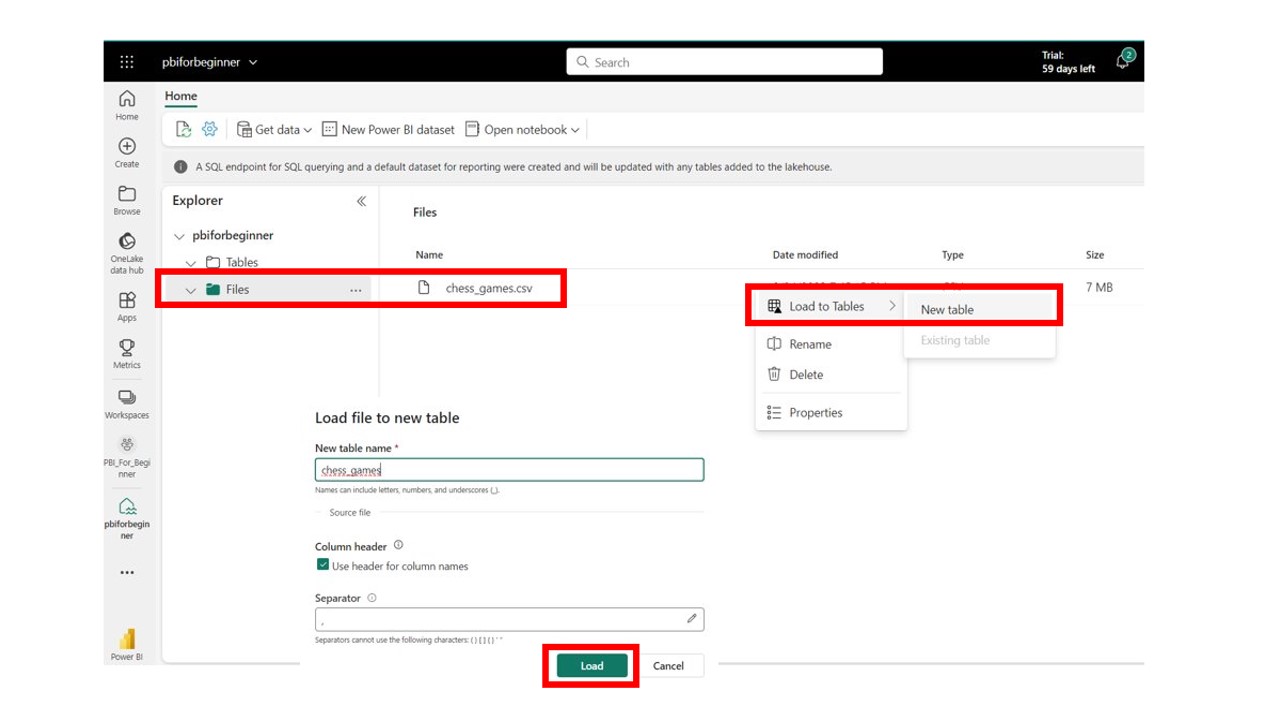 pbiforbeginner
Search
Trial:
59 days left
2
Home
Home
Get data
New Power BI dataset
Open notebook
Create
A SQL endpoint for SQL querying and a default dataset for reporting were created and will be updated with any tables added to the lakehouse.
Browse
Explorer
Files
pbiforbeginner
Name
Date modified
Type
Size
OneLake
data hub
Tables
Files
...
chess_games.csv
7 MB
Load to Tables
New table
Apps
Rename
Existing table
Metrics
Delete
Workspaces
Properties
PBI_For_Begi
nner
pbiforbegin
ner
...
Power BI
Load file to new table
New table name *
chess_games
Names can include letters, numbers, and underscores (_).
Source file
Column header
Use header for column names
Separator
,
Separators cannot use the following characters: ( ) [ ] { } ' "
Load
Cancel